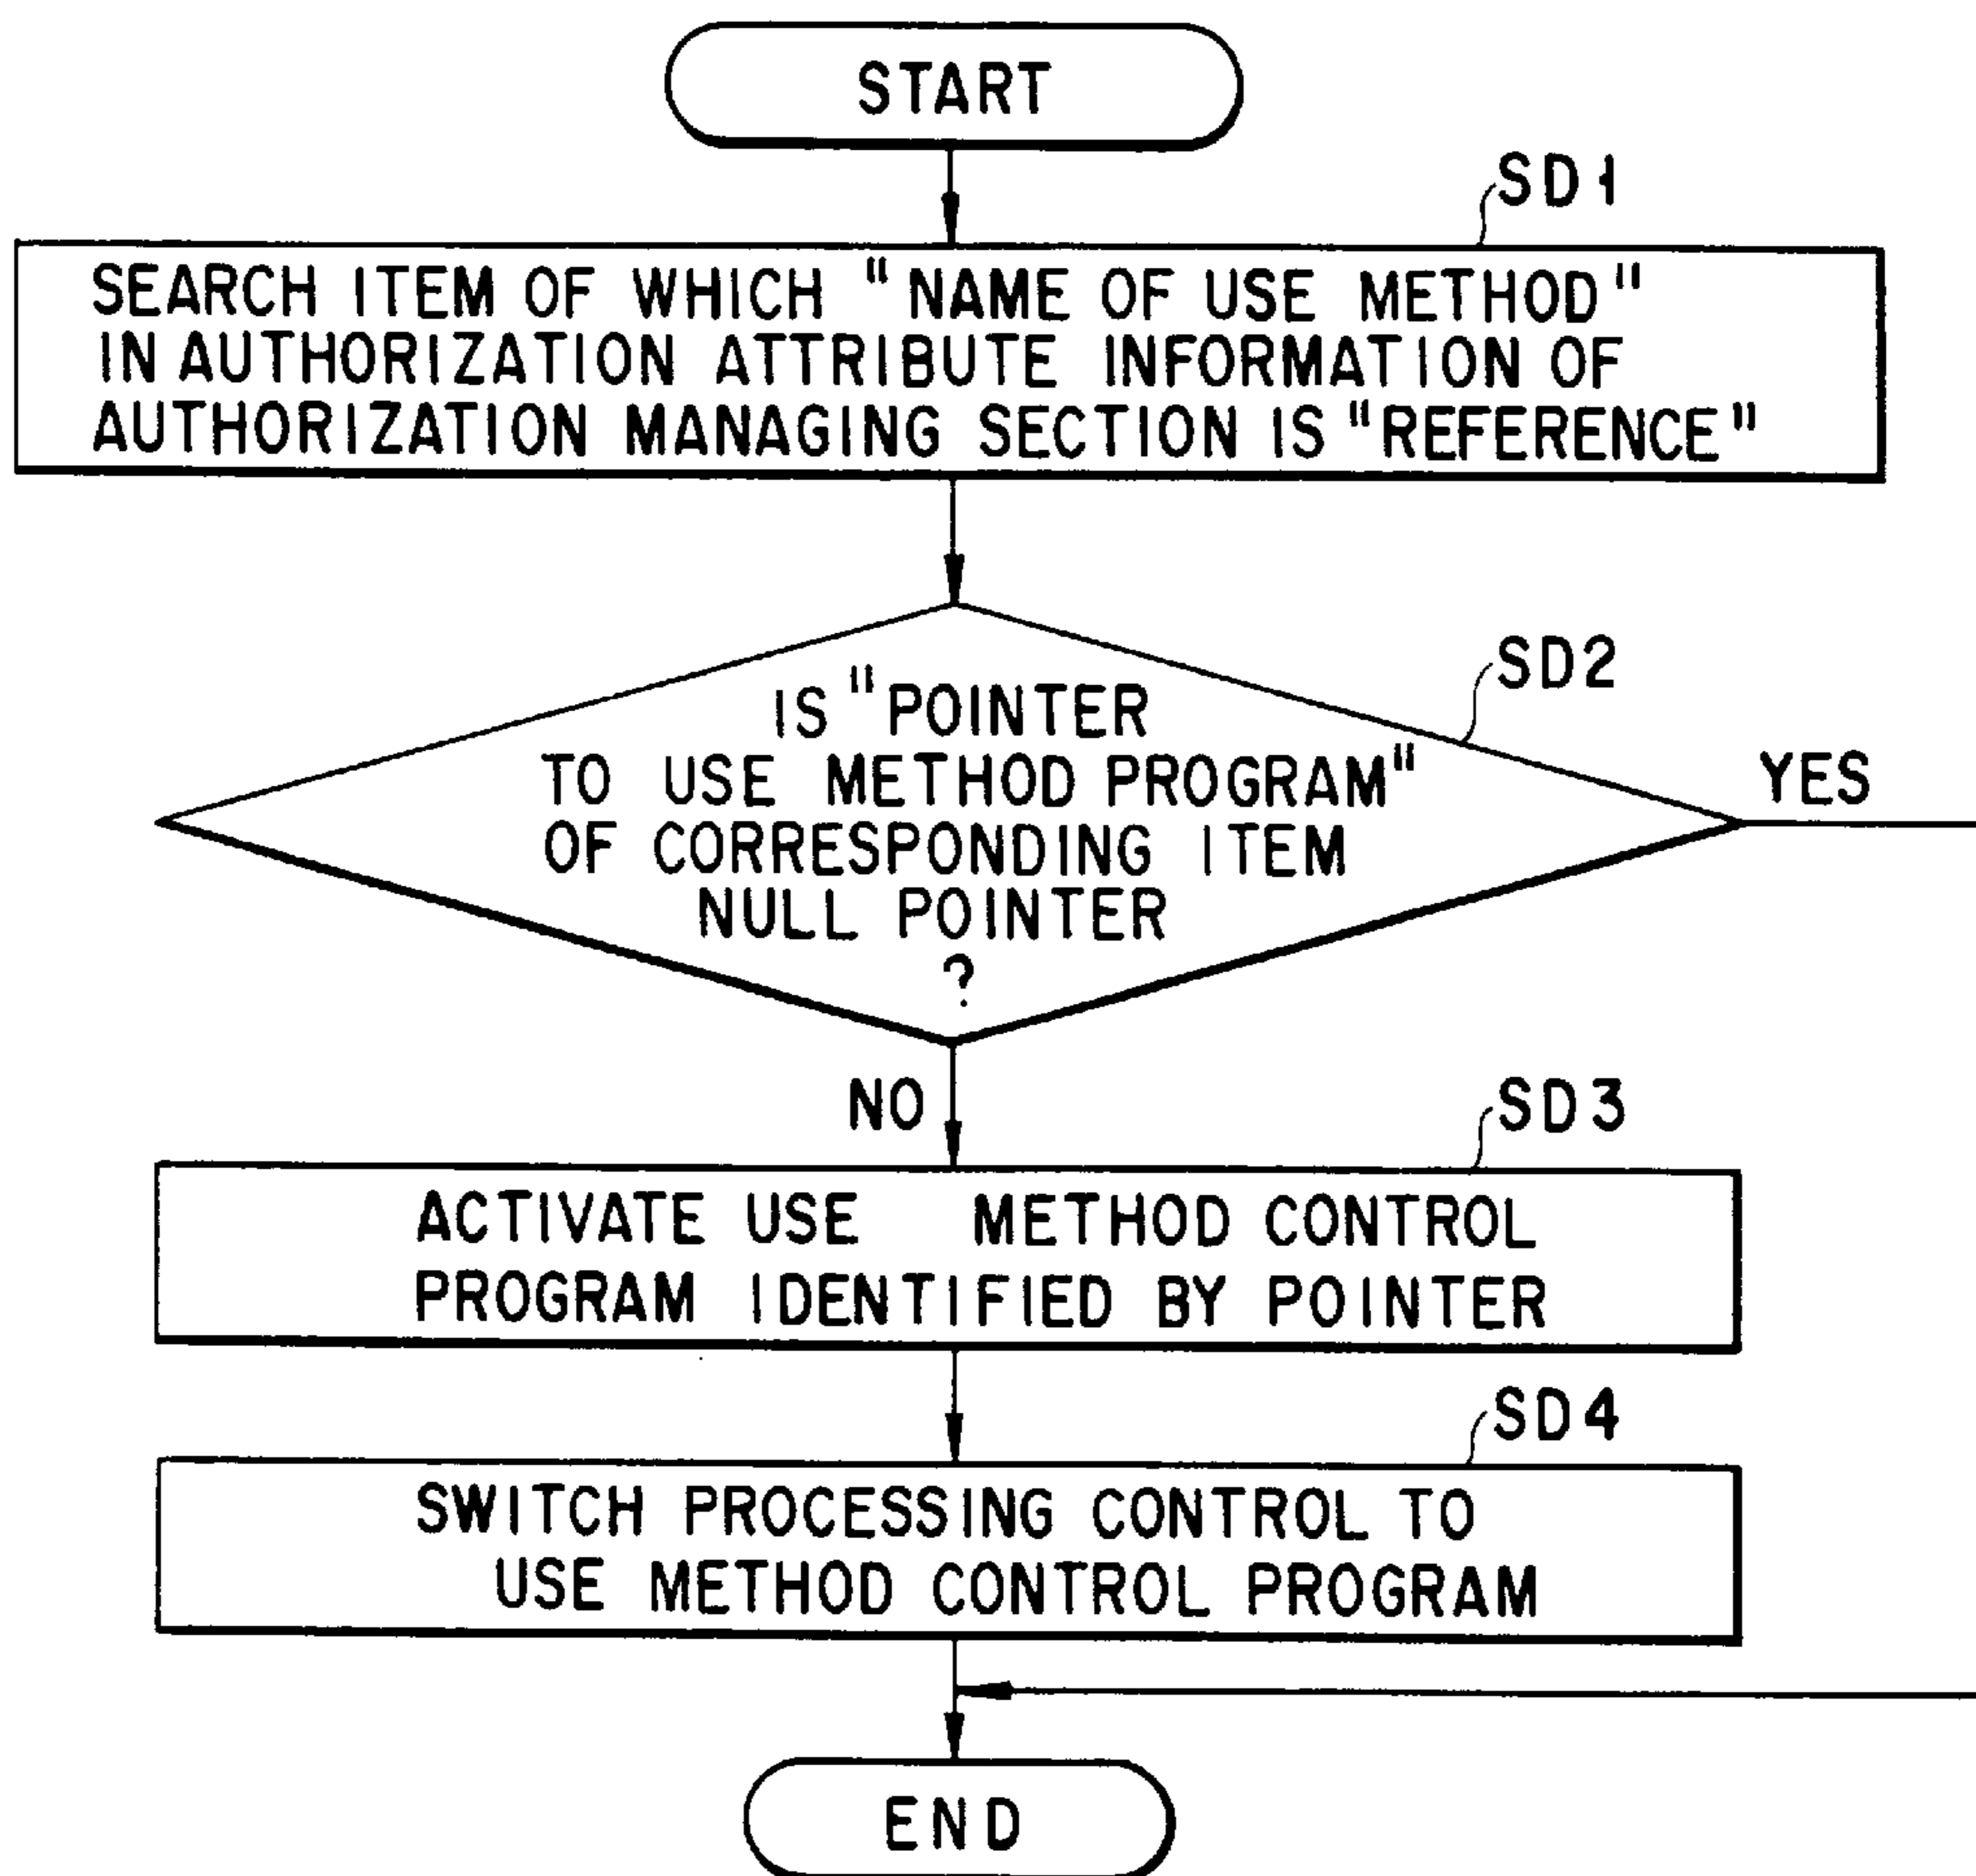 START
SD1
SEARCH ITEM OF WHICH "NAME OF USE METHOD"
IN AUTHORIZATION ATTRIBUTE INFORMATION OF
AUTHORIZATION MANAGING SECTION IS "REFERENCE"
SD2
IS "POINTER
TO USE METHOD PROGRAM"
OF CORRESPONDING ITEM
NULL POINTER
?
YES
NO
SD3
ACTIVATE USE METHOD CONTROL
PROGRAM IDENTIFIED BY POINTER
SD4
SWITCH PROCESSING CONTROL TO
USE METHOD CONTROL PROGRAM
END